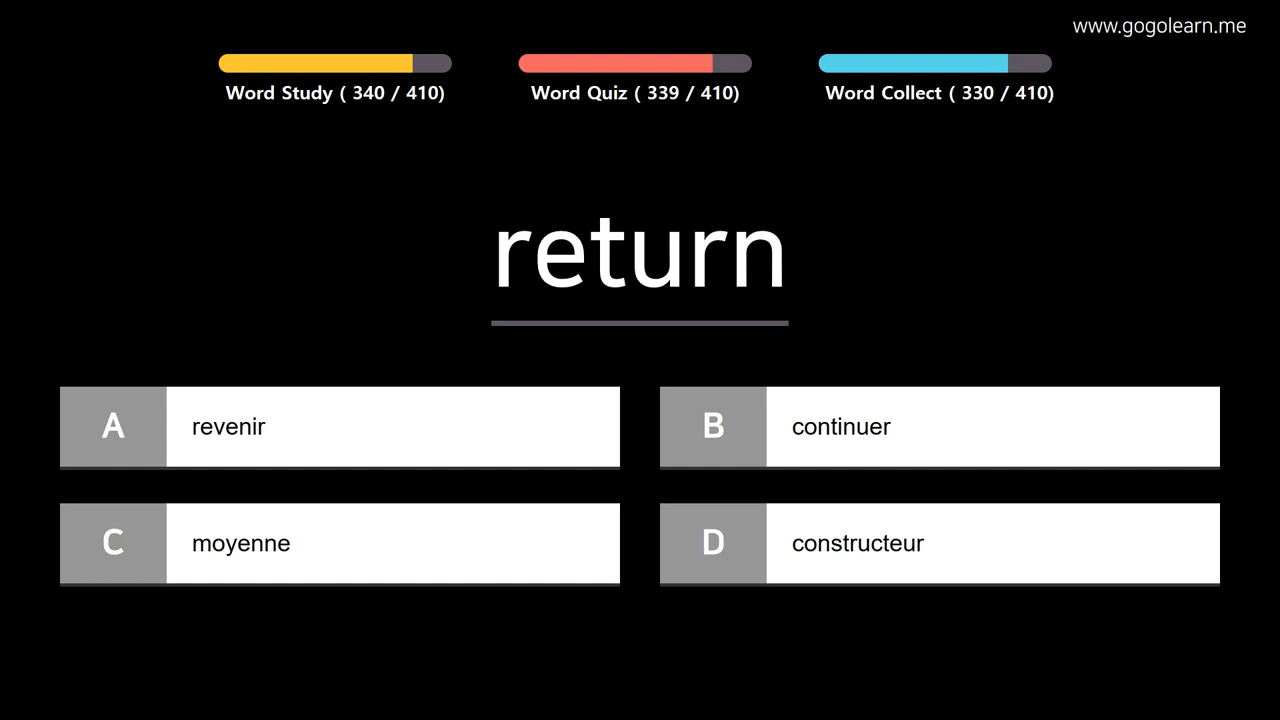 www.gogolearn.me
Word Study ( 340 / 410)
Word Quiz ( 339 / 410)
Word Collect ( 330 / 410)
return
A revenir
B continuer
C moyenne
D constructeur